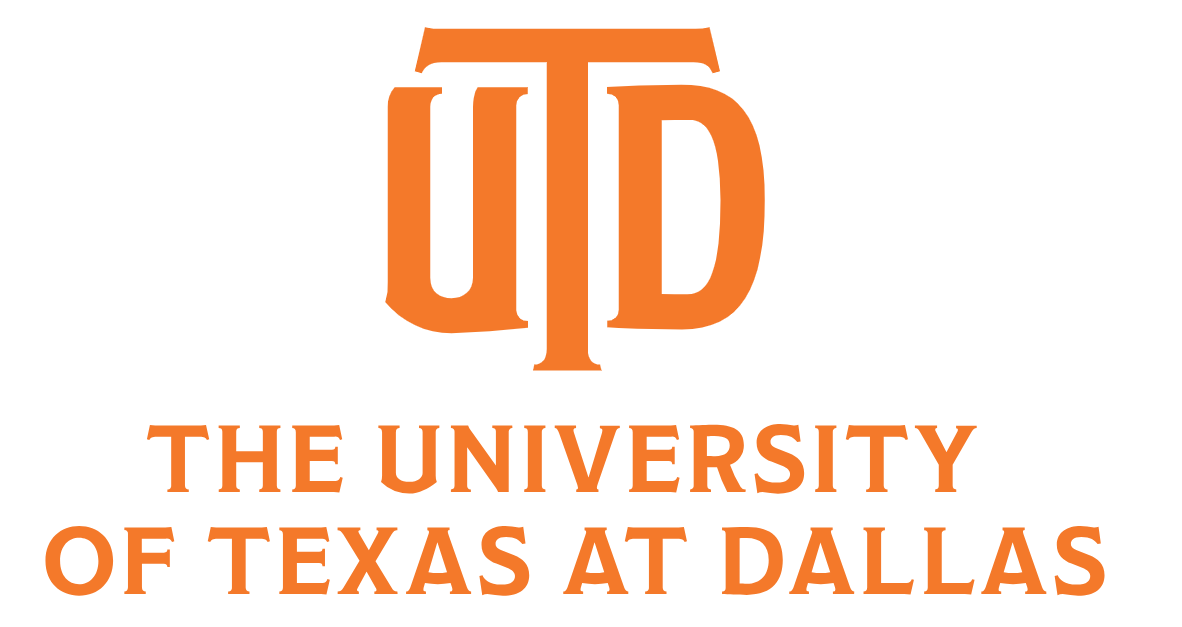 UTD
THE UNIVERSITY
OF TEXAS AT DALLAS